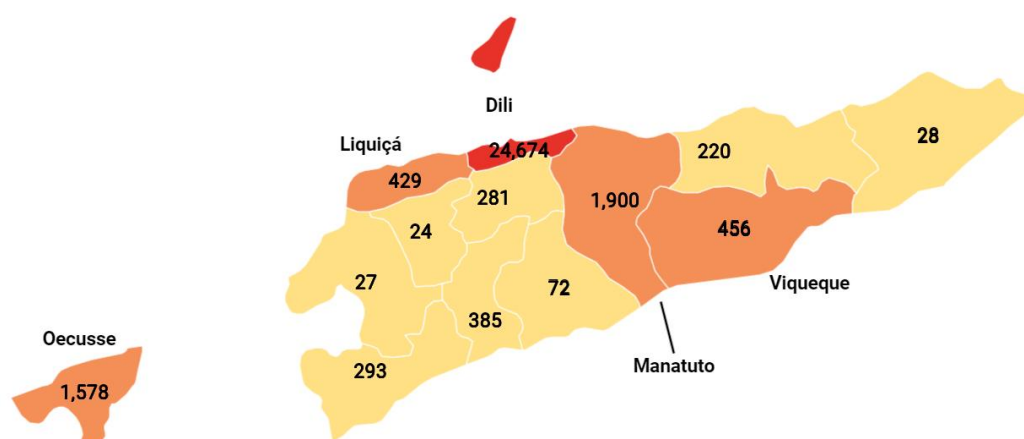 Dili
Liquiçá
24,674
28
220
429
281
1,900
24
456
27
72
Viqueque
385
Oecusse
Manatuto
293
1,578